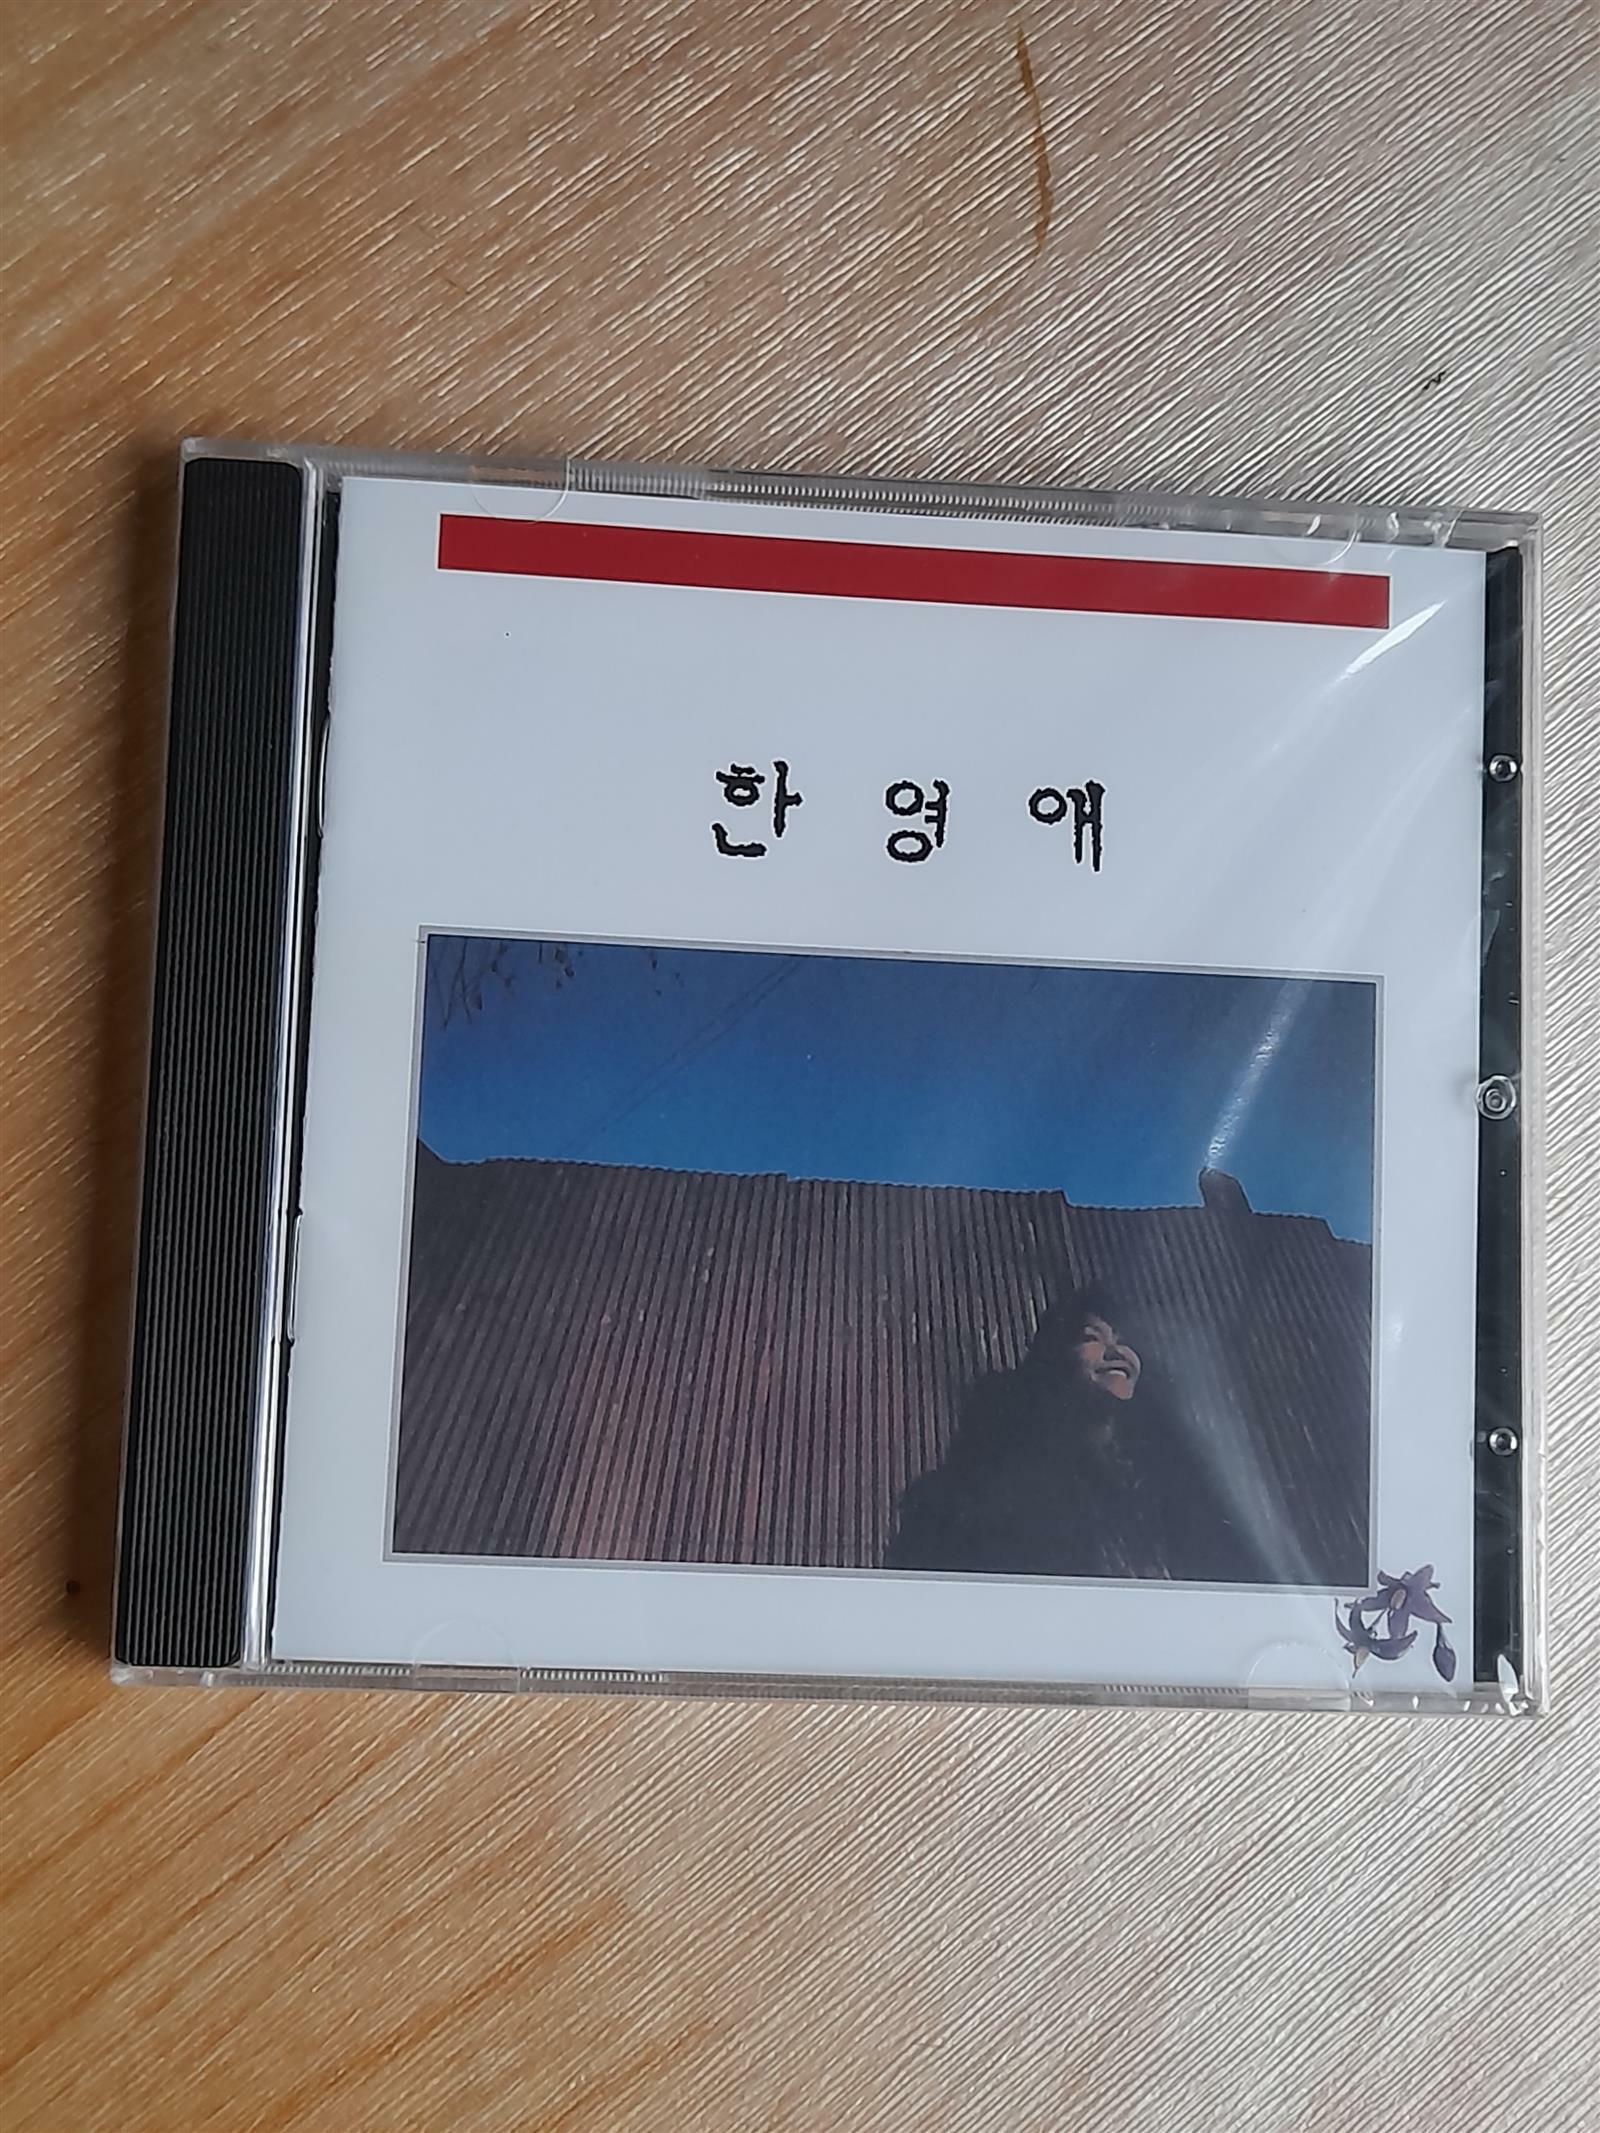 한 영 애